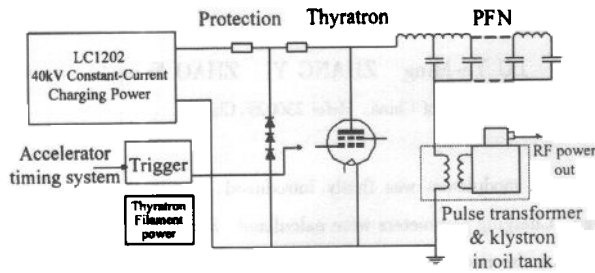 Protection
Thyratron
PFN
LC1202
40kV Constant-Current
Charging Power
Accelerator
timing system
Trigger
Thyratron
Filament
power
RF power
out
Pulse transformer
& klystron
in oil tank